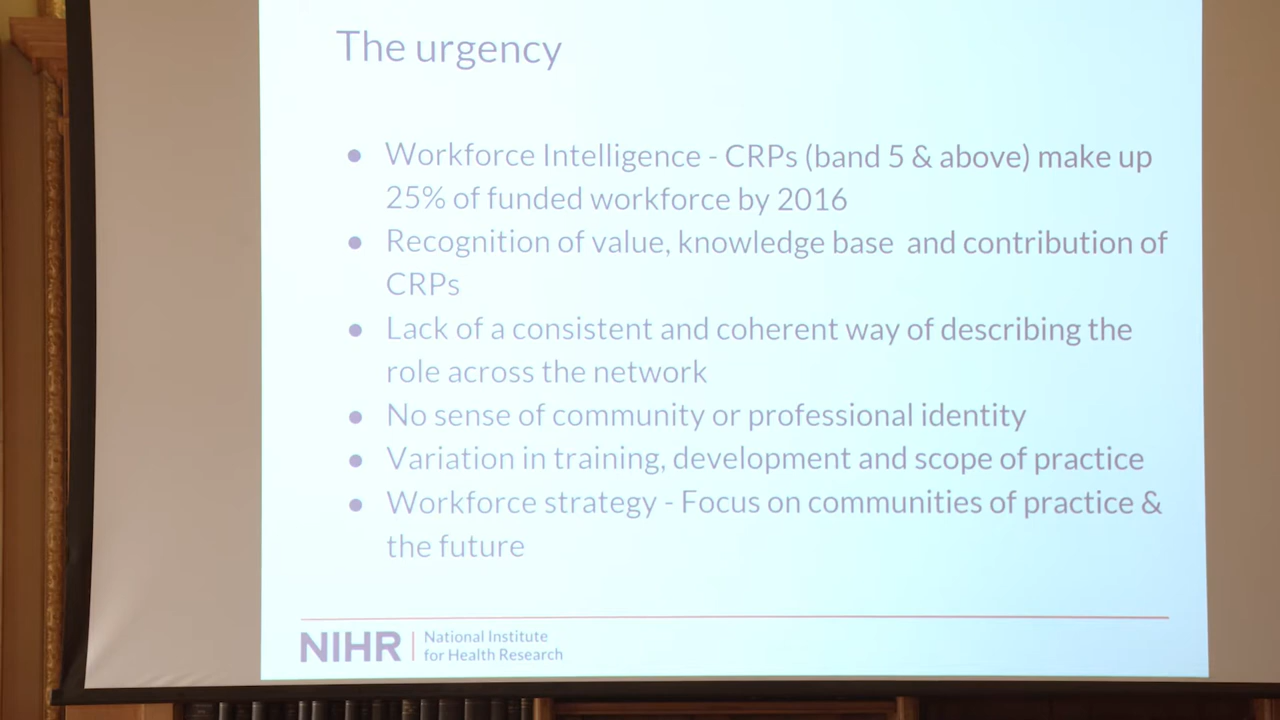 The urgency
● Workforce Intelligence - CRPs (band 5 & above) make up
25% of funded workforce by 2016
● Recognition of value, knowledge base and contribution of
CRPs
● Lack of a consistent and coherent way of describing the
role across the network
● No sense of community or professional identity
● Variation in training, development and scope of practice
● Workforce strategy - Focus on communities of practice &
the future
NIHR | National Institute
for Health Research